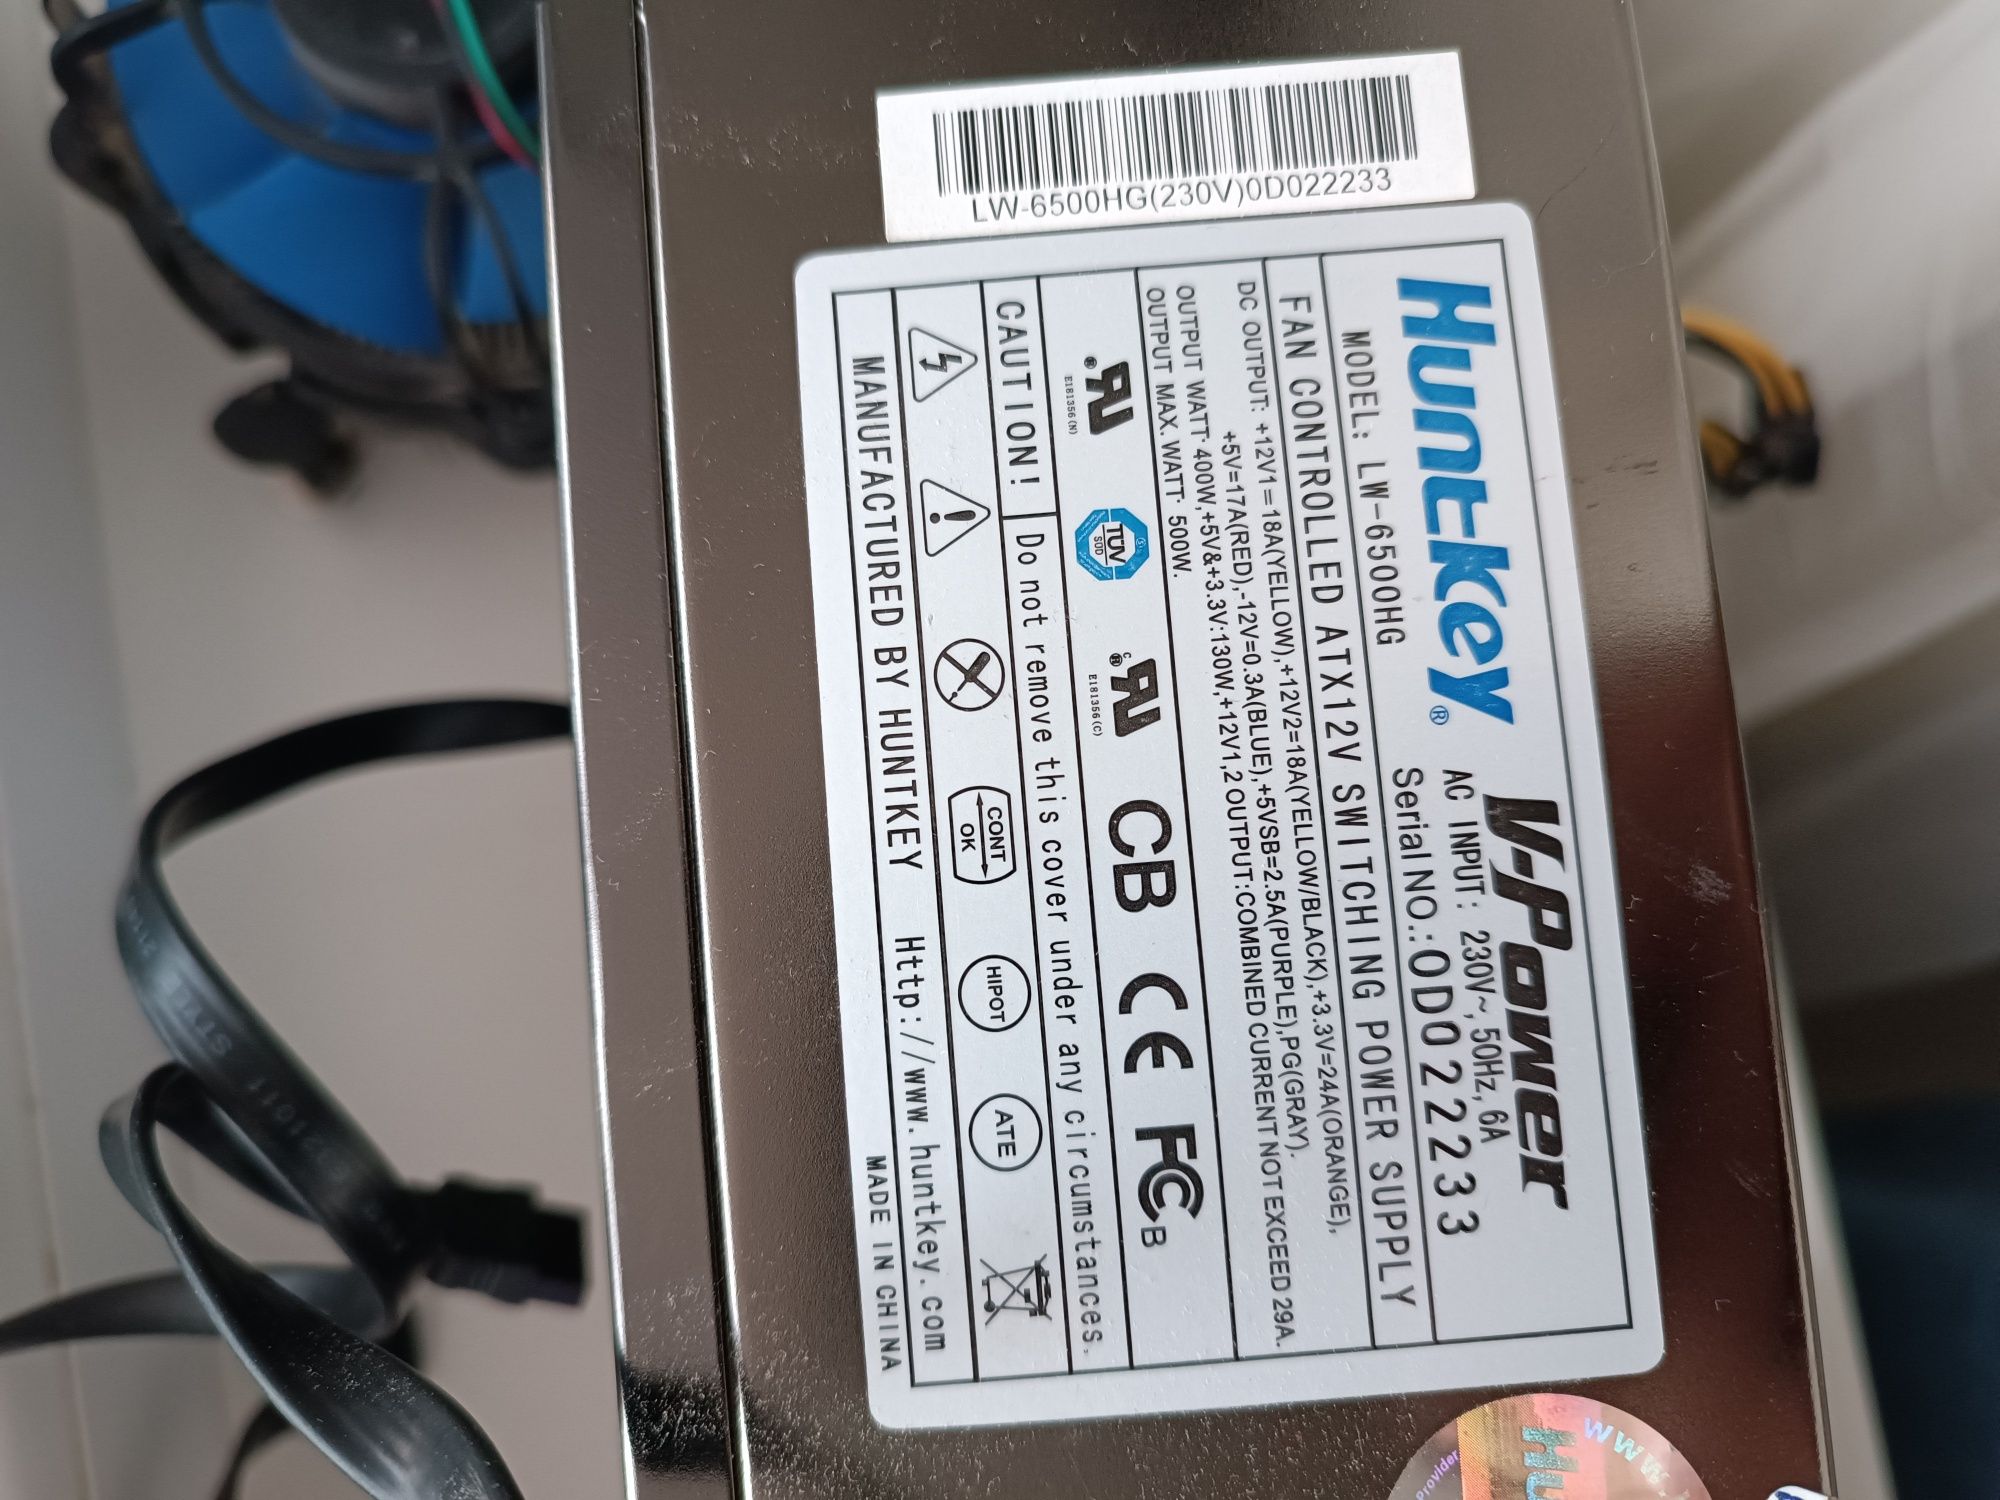 LW-6500HG(230V)0D022233
Huntkey® V-Power
MODEL: LW-6500HG
AC INPUT: 230V~, 50Hz, 6A
Serial NO.:0D022233
FAN CONTROLLED ATX12V SWITCHING POWER SUPPLY
DC OUTPUT: +12V1=18A(YELLOW),+12V2=18A(YELLOW/BLACK),+3.3V=24A(ORANGE),
+5V=17A(RED),-12V=0.3A(BLUE),+5VSB=2.5A(PURPLE),PG(GRAY).
OUTPUT WATT: 400W,+5V&+3.3V:130W,+12V1,2 OUTPUT:COMBINED CURRENT NOT EXCEED 29A.
OUTPUT MAX. WATT: 500W.
E181356(N)
TÜV
SÜD
c
E181356(C)
CB CE FC B
CAUTION! Do not remove this cover under any circumstances.
CONT
OK
HIPOT
ATE
MANUFACTURED BY HUNTKEY Http://www.huntkey.com
MADE IN CHINA
www.
Hu
Provider